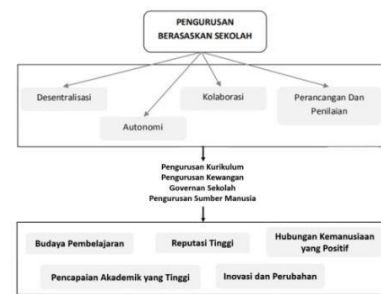 PENGURUSAN
BERASASKAN SEKOLAH
Desentralisasi
Kolaborasi
Perancangan Dan
Penilaian
Autonomi
Pengurusan Kurikulum
Pengurusan Kewangan
Governan Sekolah
Pengurusan Sumber Manusia
Budaya Pembelajaran
Reputasi Tinggi
Hubungan Kemanusiaan
yang Positif
Pencapaian Akademik yang Tinggi
Inovasi dan Perubahan